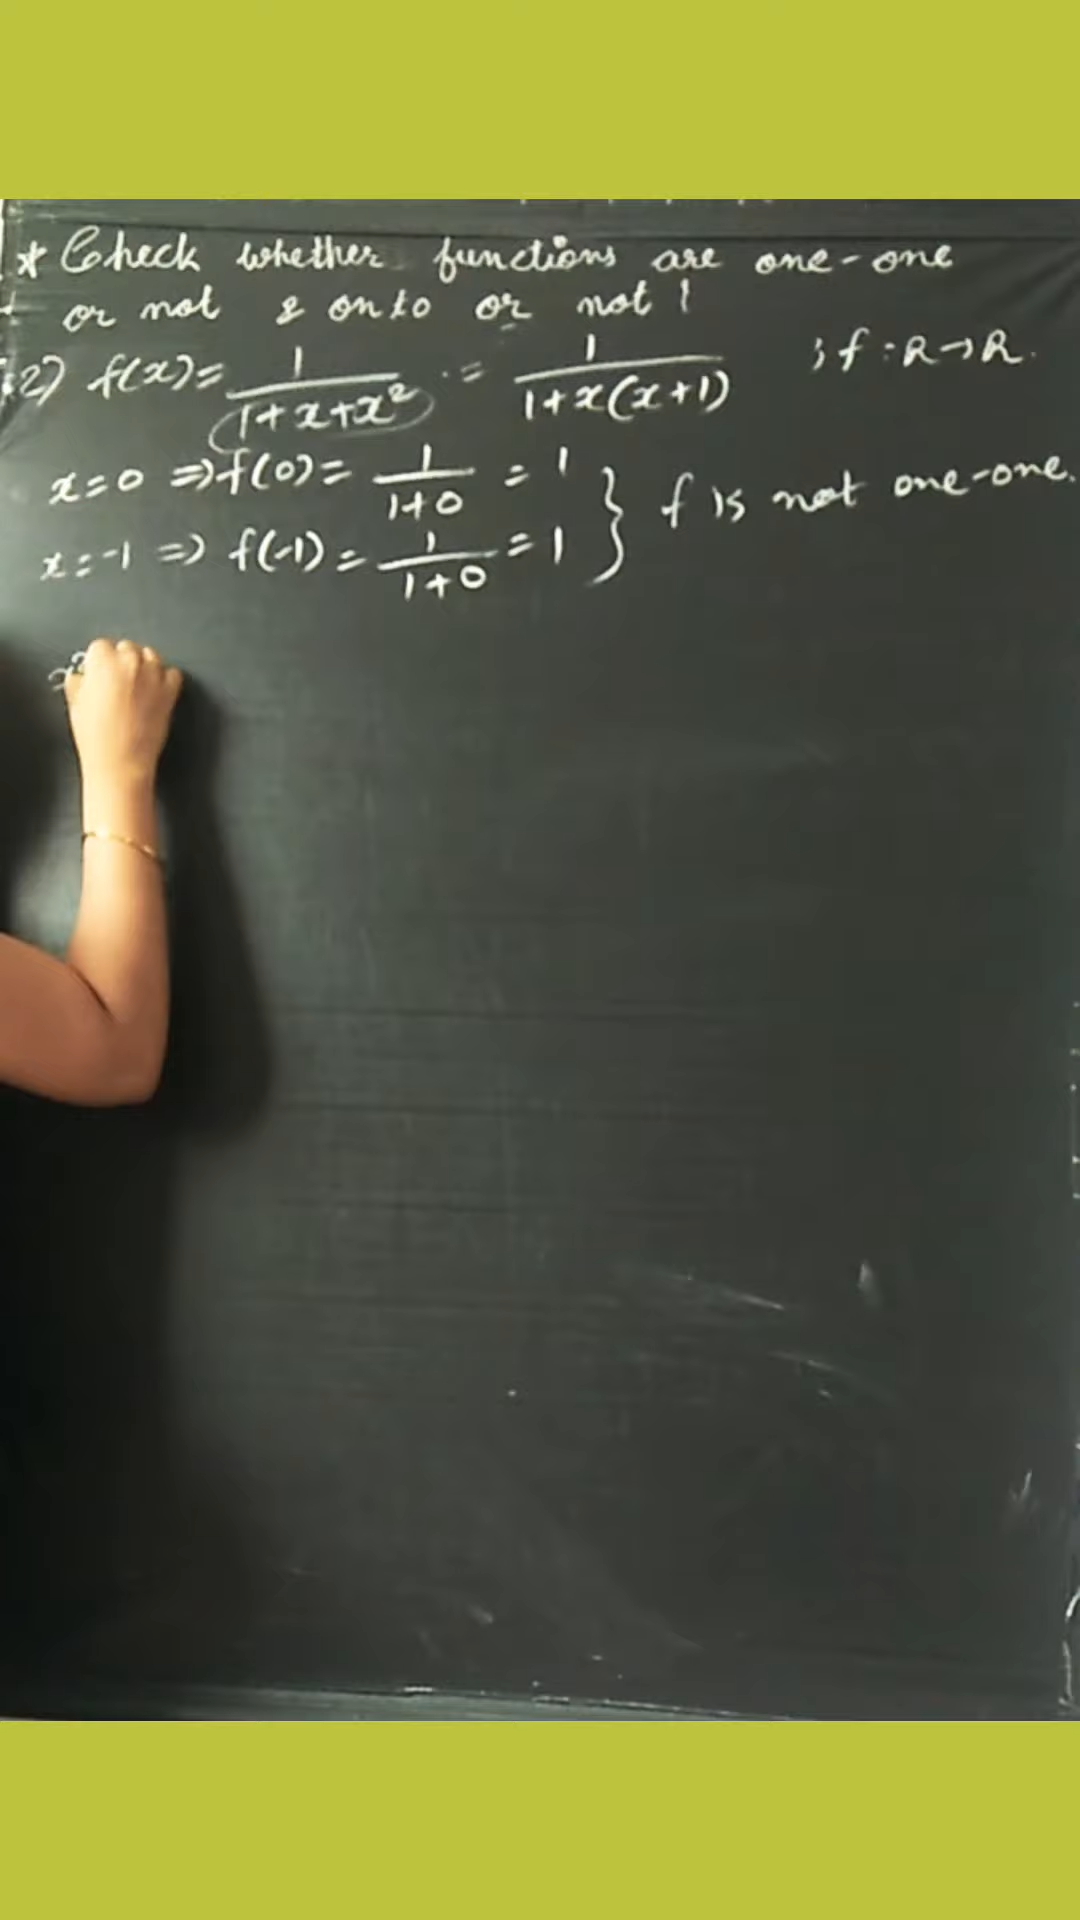 * Check whether functions are one-one
or not & onto or not !
2) f(x) = 1/(1+x+x²) = 1/(1+x(x+1)) ; f : R→R.
x=0 ⇒ f(0) = 1/(1+0) = 1 } f is not one-one.
x=-1 ⇒ f(-1) = 1/(1+0) = 1